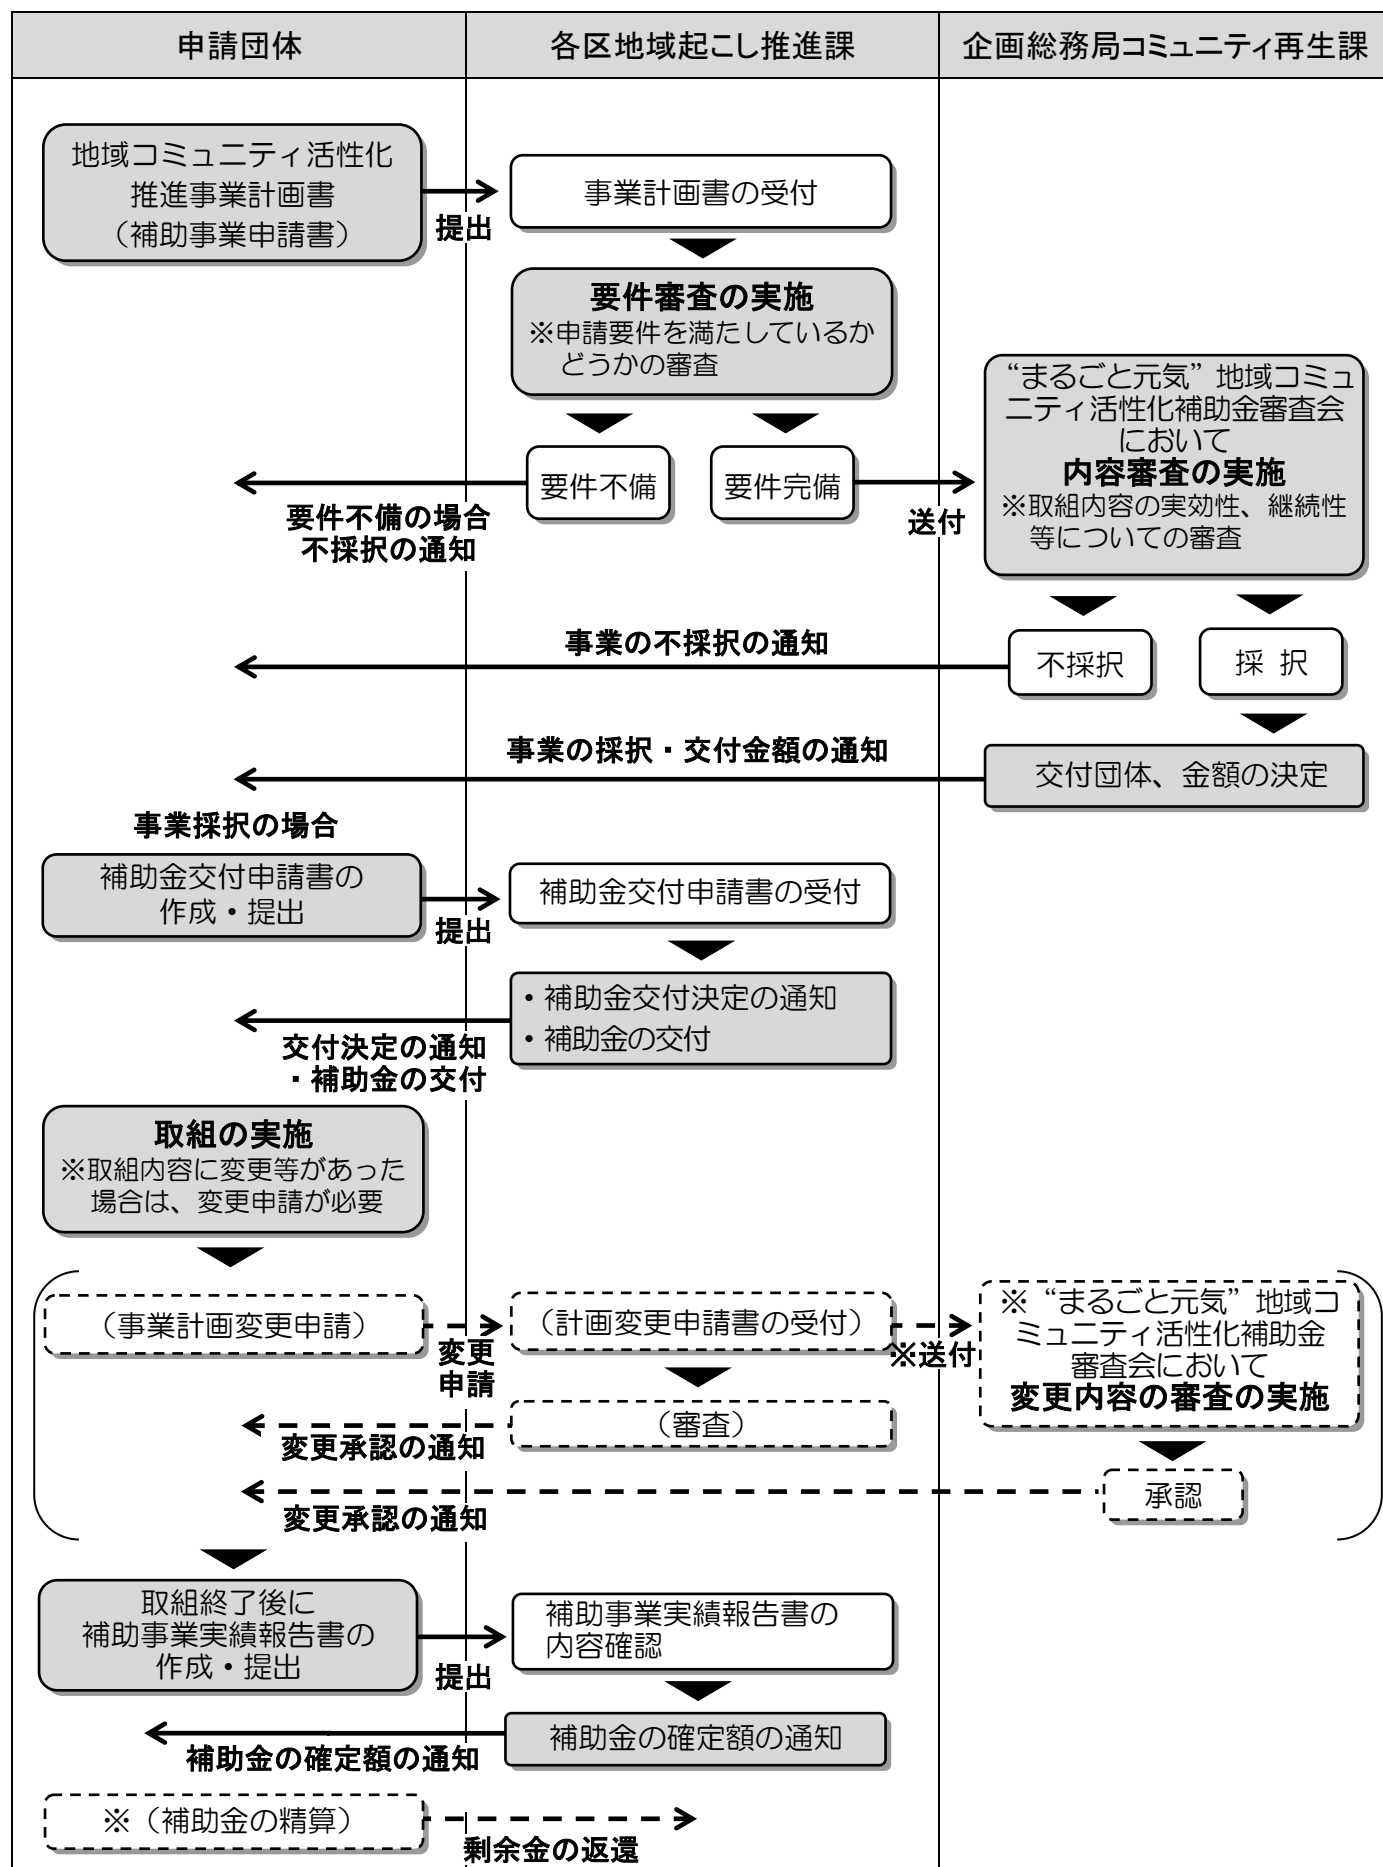 申請団体
各区地域起こし推進課
企画総務局コミュニティ再生課
地域コミュニティ活性化
推進事業計画書
（補助事業申請書）
提出
事業計画書の受付
要件審査の実施
※申請要件を満たしているか
どうかの審査
要件不備
要件完備
要件不備の場合
不採択の通知
送付
“まるごと元気”地域コミュ
ニティ活性化補助金審査会
において
内容審査の実施
※取組内容の実効性、継続性
等についての審査
不採択
採 択
事業の不採択の通知
交付団体、金額の決定
事業の採択・交付金額の通知
事業採択の場合
補助金交付申請書の
作成・提出
提出
補助金交付申請書の受付
・補助金交付決定の通知
・補助金の交付
交付決定の通知
・補助金の交付
取組の実施
※取組内容に変更等があった
場合は、変更申請が必要
（事業計画変更申請）
変更
申請
（計画変更申請書の受付）
※送付
※“まるごと元気”地域コ
ミュニティ活性化補助金
審査会において
変更内容の審査の実施
（審査）
変更承認の通知
承認
変更承認の通知
取組終了後に
補助事業実績報告書の
作成・提出
提出
補助事業実績報告書の
内容確認
補助金の確定額の通知
補助金の確定額の通知
※（補助金の精算）
剰余金の返還